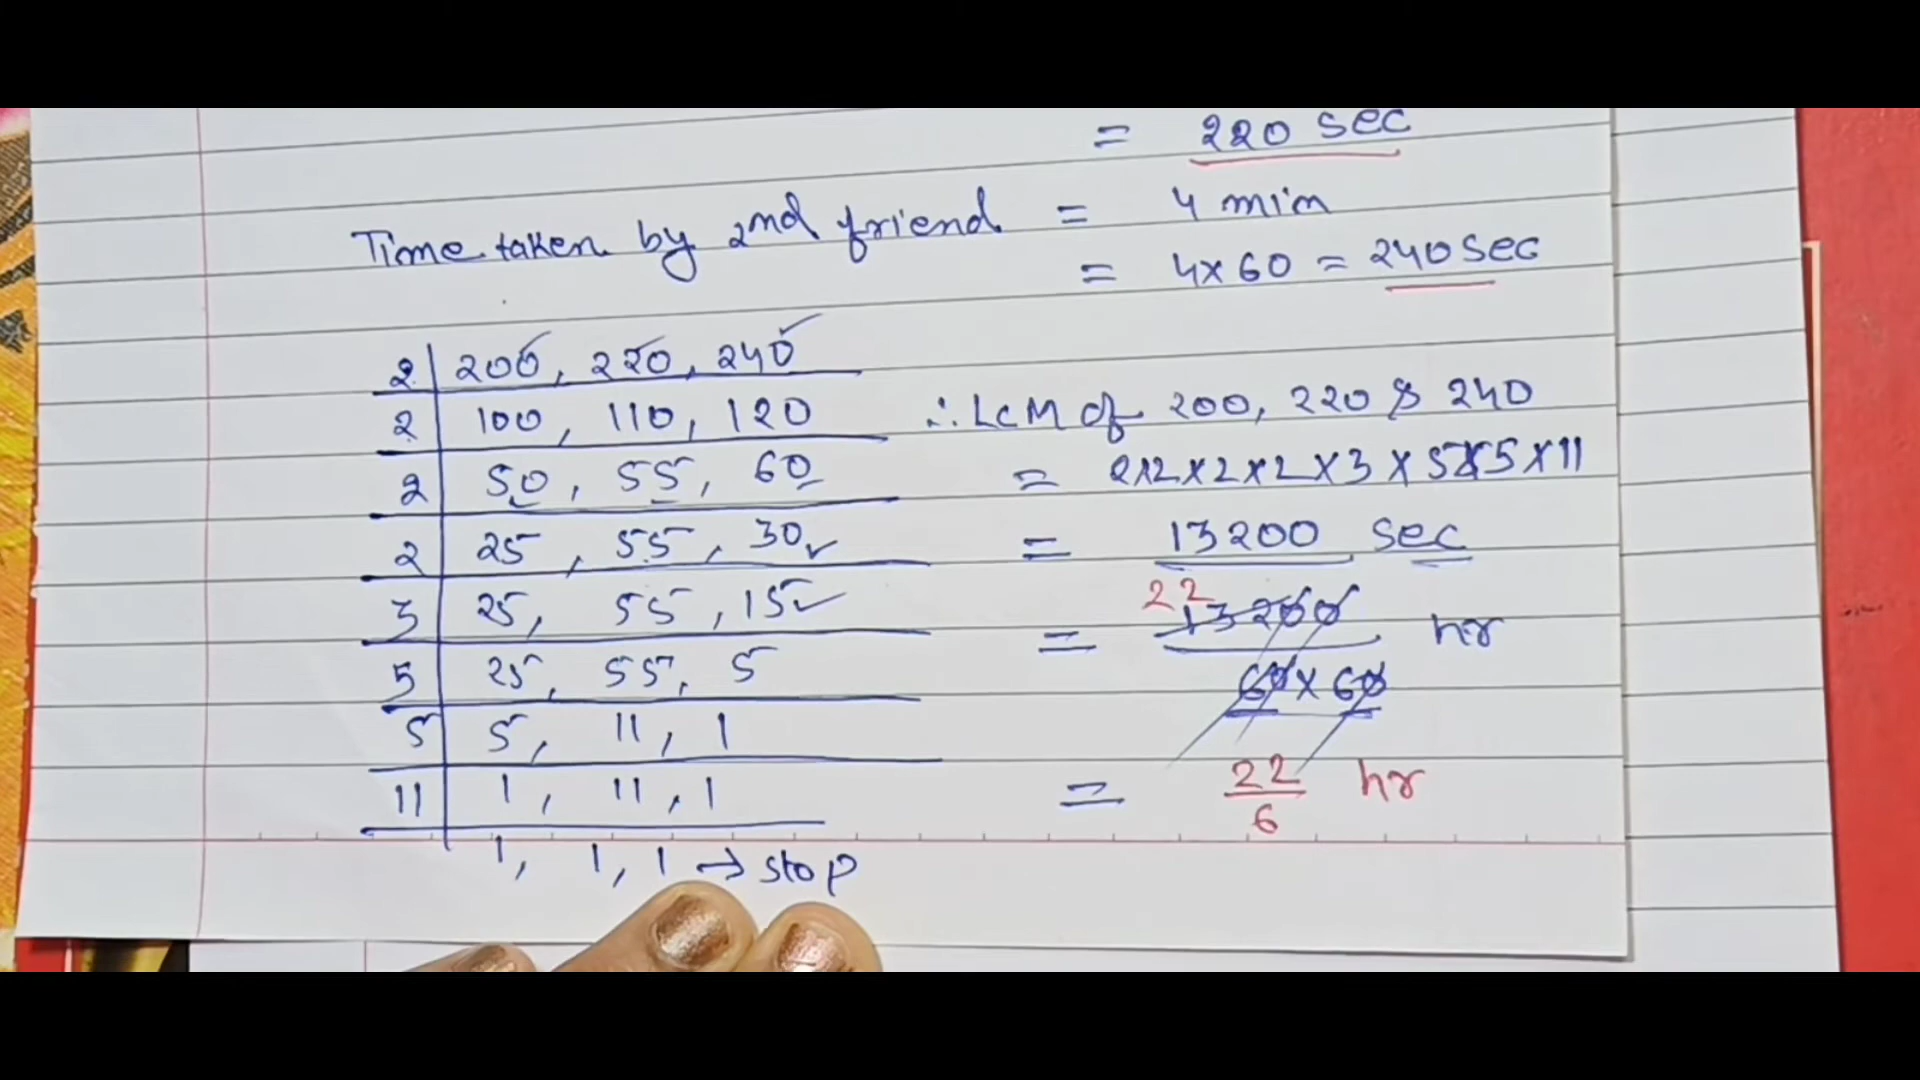 = 220 sec
Time taken by 2nd friend = 4 min
= 4x 60 = 240 sec
2 | 200, 220, 240
2 | 100, 110, 120
2 | 50, 55, 60
2 | 25, 55, 30
3 | 25, 55, 15
5 | 25, 55, 5
5 | 5, 11, 1
11 | 1, 11, 1
1, 1, 1 → stop
∴ LCM of 200, 220 & 240
= 2x2x2x2x3x5x5x11
= 13200 sec
22
= 13200 hr
60x60
= 22/6 hr